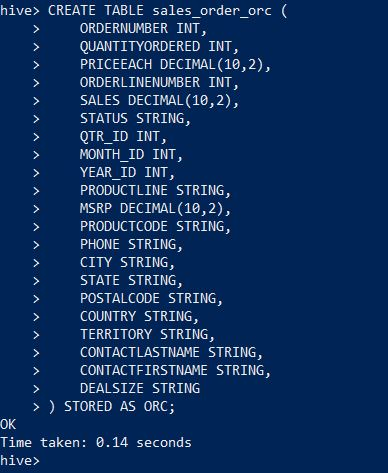 hive> CREATE TABLE sales_order_orc (
    >     ORDERNUMBER INT,
    >     QUANTITYORDERED INT,
    >     PRICEEACH DECIMAL(10,2),
    >     ORDERLINENUMBER INT,
    >     SALES DECIMAL(10,2),
    >     STATUS STRING,
    >     QTR_ID INT,
    >     MONTH_ID INT,
    >     YEAR_ID INT,
    >     PRODUCTLINE STRING,
    >     MSRP DECIMAL(10,2),
    >     PRODUCTCODE STRING,
    >     PHONE STRING,
    >     CITY STRING,
    >     STATE STRING,
    >     POSTALCODE STRING,
    >     COUNTRY STRING,
    >     TERRITORY STRING,
    >     CONTACTLASTNAME STRING,
    >     CONTACTFIRSTNAME STRING,
    >     DEALSIZE STRING
    > ) STORED AS ORC;
OK
Time taken: 0.14 seconds
hive>